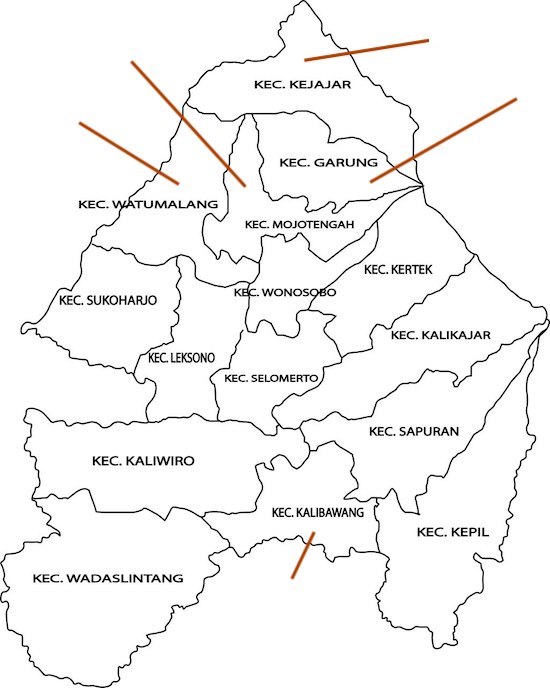 KEC. KEJAJAR
KEC. GARUNG
KEC. WATUMALANG
KEC. MOJOTENGAH
KEC. KERTEK
KEC. WONOSOBO
KEC. SUKOHARJO
KEC. KALIKAJAR
KEC. LEKSONO
KEC. SELOMERTO
KEC. SAPURAN
KEC. KALIWIRO
KEC. KALIBAWANG
KEC. KEPIL
KEC. WADASLINTANG